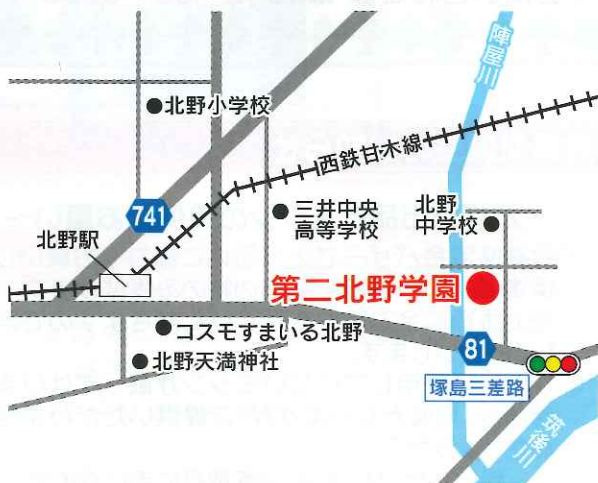 陣屋川
北野小学校
西鉄甘木線
741
三井中央
高等学校
北野
中学校
北野駅
第二北野学園
コスモすまいる北野
81
北野天満神社
塚島三差路
筑後川